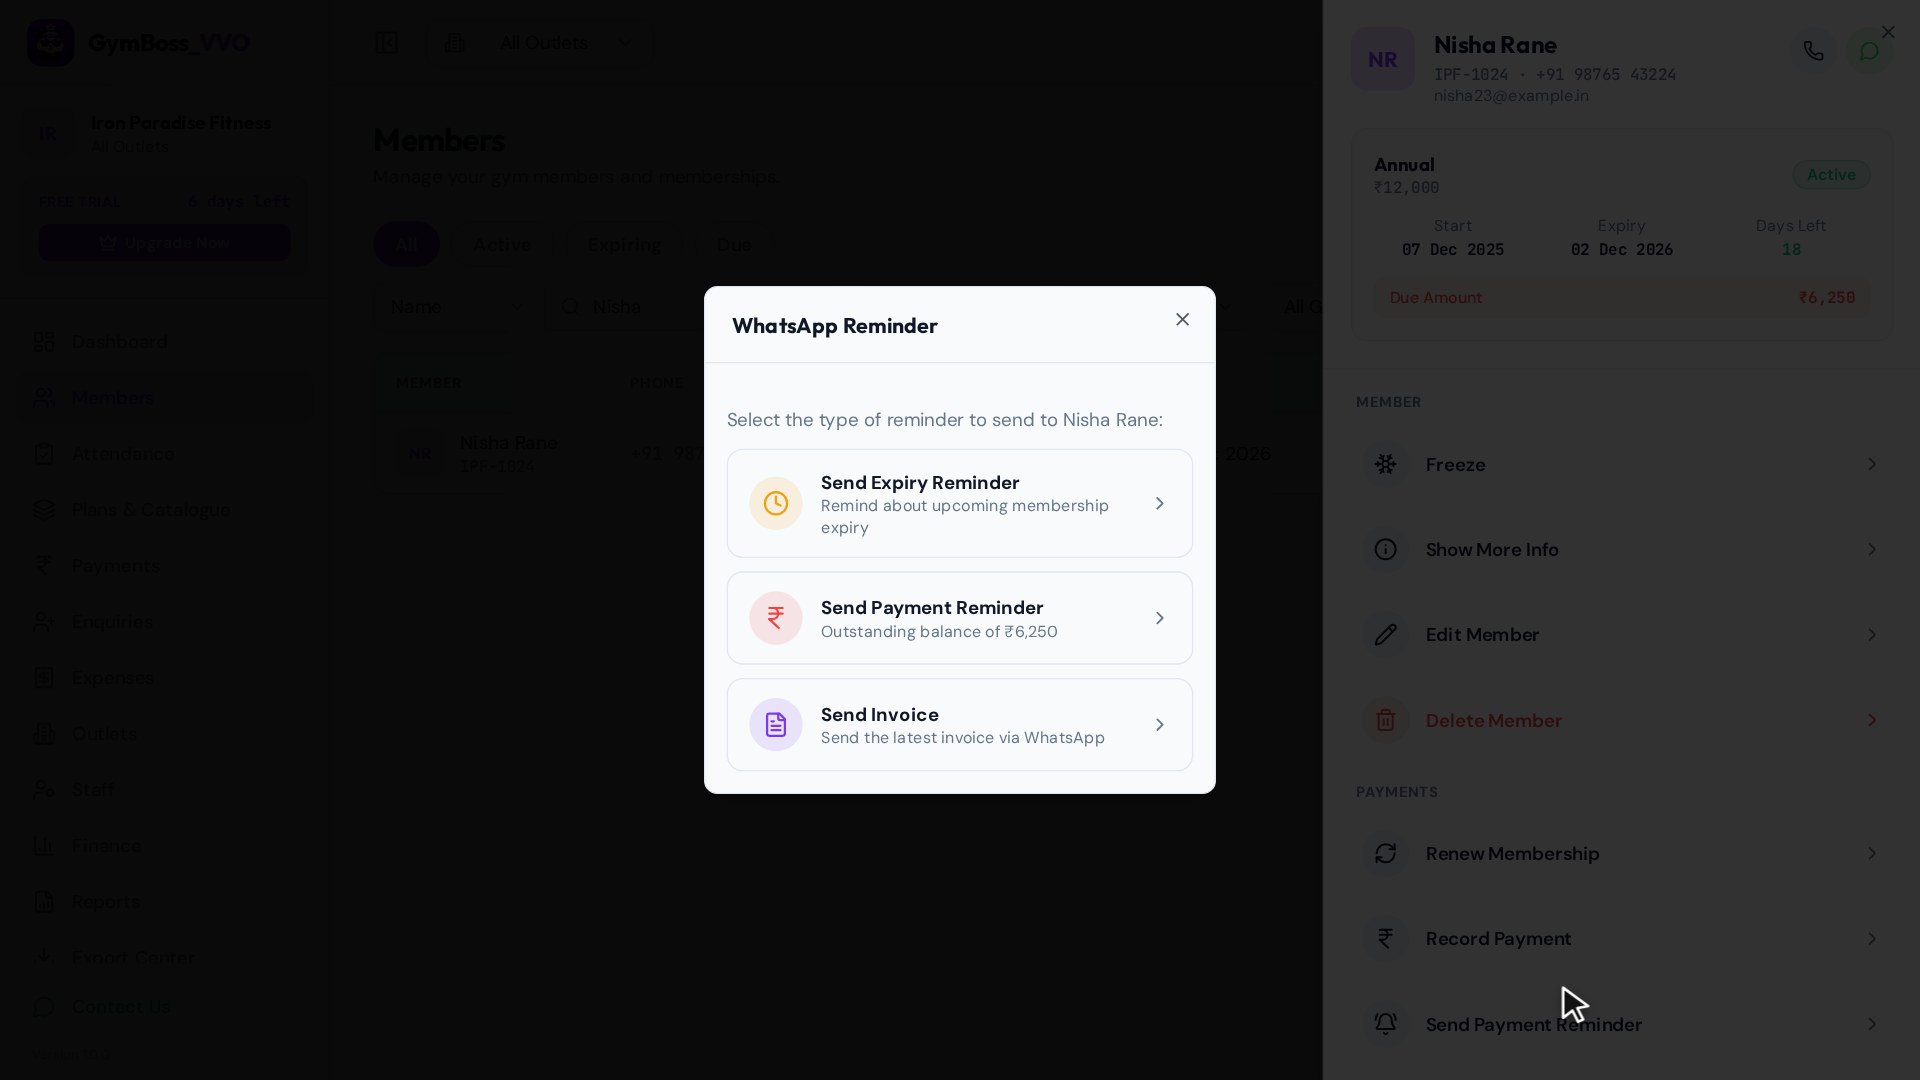 GymBoss_VVO
IR
Iron Paradise Fitness
All Outlets
FREE TRIAL
6 days left
Upgrade Now
Dashboard
Members
Attendance
Plans & Catalogue
Payments
Enquiries
Expenses
Outlets
Staff
Finance
Reports
Export Center
Contact Us
All Outlets
Members
Manage your gym members and memberships.
All
Active
Expiring
Due
Name
Nisha
All G
MEMBER
PHONE
NR
Nisha Rane
IPF-1024
+91 987
2026
WhatsApp Reminder
Select the type of reminder to send to Nisha Rane:
Send Expiry Reminder
Remind about upcoming membership
expiry
Send Payment Reminder
Outstanding balance of ₹6,250
Send Invoice
Send the latest invoice via WhatsApp
NR
Nisha Rane
IPF-1024 · +91 98765 43224
nisha23@example.in
Annual
₹12,000
Active
Start
Expiry
Days Left
07 Dec 2025
02 Dec 2026
18
Due Amount
₹6,250
MEMBER
Freeze
Show More Info
Edit Member
Delete Member
PAYMENTS
Renew Membership
Record Payment
Send Payment Reminder